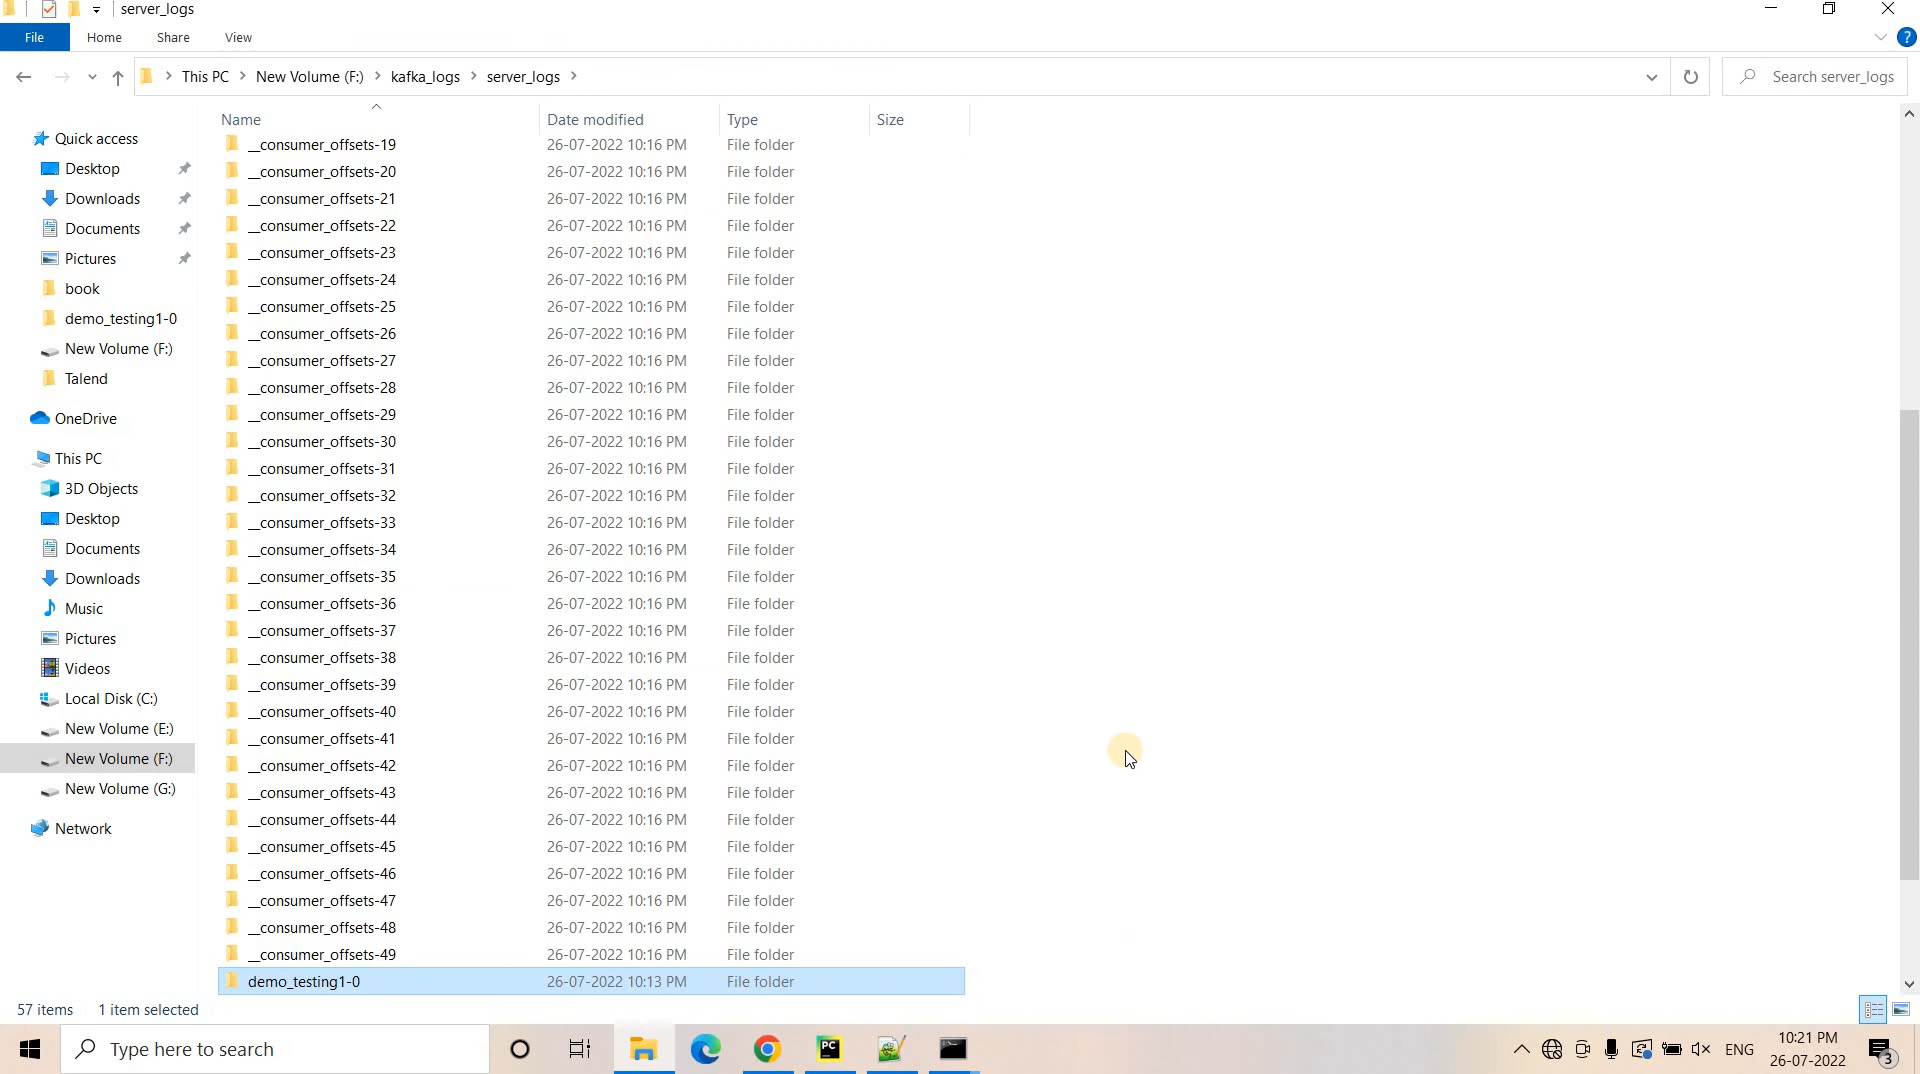 server_logs
File Home Share View
This PC New Volume (F:) kafka_logs server_logs
Search server_logs
Name Date modified Type Size
Quick access
Desktop
Downloads
Documents
Pictures
book
demo_testing1-0
New Volume (F:)
Talend
OneDrive
This PC
3D Objects
Desktop
Documents
Downloads
Music
Pictures
Videos
Local Disk (C:)
New Volume (E:)
New Volume (F:)
New Volume (G:)
Network
__consumer_offsets-19 26-07-2022 10:16 PM File folder
__consumer_offsets-20 26-07-2022 10:16 PM File folder
__consumer_offsets-21 26-07-2022 10:16 PM File folder
__consumer_offsets-22 26-07-2022 10:16 PM File folder
__consumer_offsets-23 26-07-2022 10:16 PM File folder
__consumer_offsets-24 26-07-2022 10:16 PM File folder
__consumer_offsets-25 26-07-2022 10:16 PM File folder
__consumer_offsets-26 26-07-2022 10:16 PM File folder
__consumer_offsets-27 26-07-2022 10:16 PM File folder
__consumer_offsets-28 26-07-2022 10:16 PM File folder
__consumer_offsets-29 26-07-2022 10:16 PM File folder
__consumer_offsets-30 26-07-2022 10:16 PM File folder
__consumer_offsets-31 26-07-2022 10:16 PM File folder
__consumer_offsets-32 26-07-2022 10:16 PM File folder
__consumer_offsets-33 26-07-2022 10:16 PM File folder
__consumer_offsets-34 26-07-2022 10:16 PM File folder
__consumer_offsets-35 26-07-2022 10:16 PM File folder
__consumer_offsets-36 26-07-2022 10:16 PM File folder
__consumer_offsets-37 26-07-2022 10:16 PM File folder
__consumer_offsets-38 26-07-2022 10:16 PM File folder
__consumer_offsets-39 26-07-2022 10:16 PM File folder
__consumer_offsets-40 26-07-2022 10:16 PM File folder
__consumer_offsets-41 26-07-2022 10:16 PM File folder
__consumer_offsets-42 26-07-2022 10:16 PM File folder
__consumer_offsets-43 26-07-2022 10:16 PM File folder
__consumer_offsets-44 26-07-2022 10:16 PM File folder
__consumer_offsets-45 26-07-2022 10:16 PM File folder
__consumer_offsets-46 26-07-2022 10:16 PM File folder
__consumer_offsets-47 26-07-2022 10:16 PM File folder
__consumer_offsets-48 26-07-2022 10:16 PM File folder
__consumer_offsets-49 26-07-2022 10:16 PM File folder
demo_testing1-0 26-07-2022 10:13 PM File folder
57 items 1 item selected
Type here to search
PC
ENG
10:21 PM
26-07-2022
3